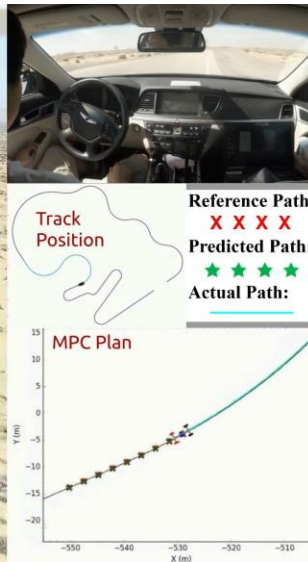 Track
Position
Reference Path
X X X X
Predicted Path:
Actual Path:
MPC Plan
15
10
5
0
−5
−10
−15
−20
Y (m)
−550
−540
−530
−520
−510
X (m)